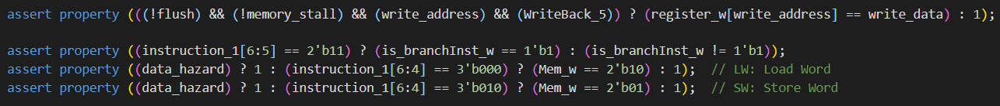 assert property (((!flush) && (!memory_stall) && (write_address) && (WriteBack_5)) ? (register_w[write_address] == write_data) : 1);
assert property ((instruction_1[6:5] == 2'b11) ? (is_branchInst_w == 1'b1) : (is_branchInst_w != 1'b1));
assert property ((data_hazard) ? 1 : (instruction_1[6:4] == 3'b000) ? (Mem_w == 2'b10) : 1);  // LW: Load Word
assert property ((data_hazard) ? 1 : (instruction_1[6:4] == 3'b010) ? (Mem_w == 2'b01) : 1);  // SW: Store Word